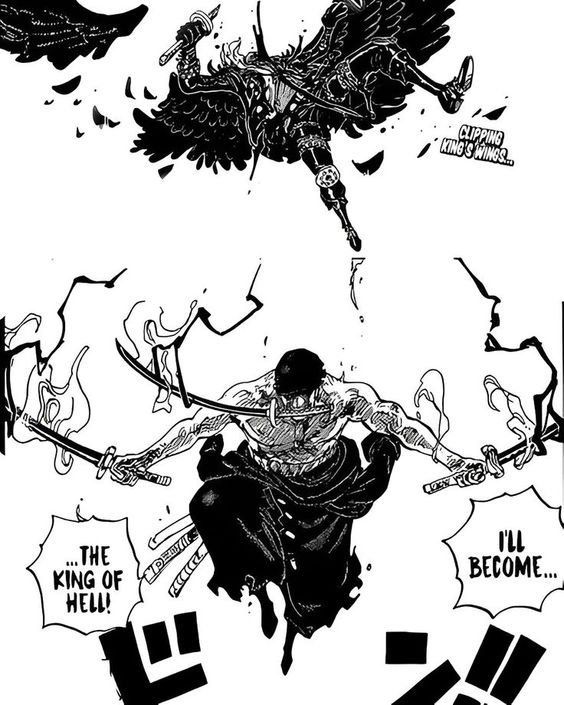 CLIPPING
KING'S WINGS...
I'LL
BECOME...
...THE
KING OF
HELL!